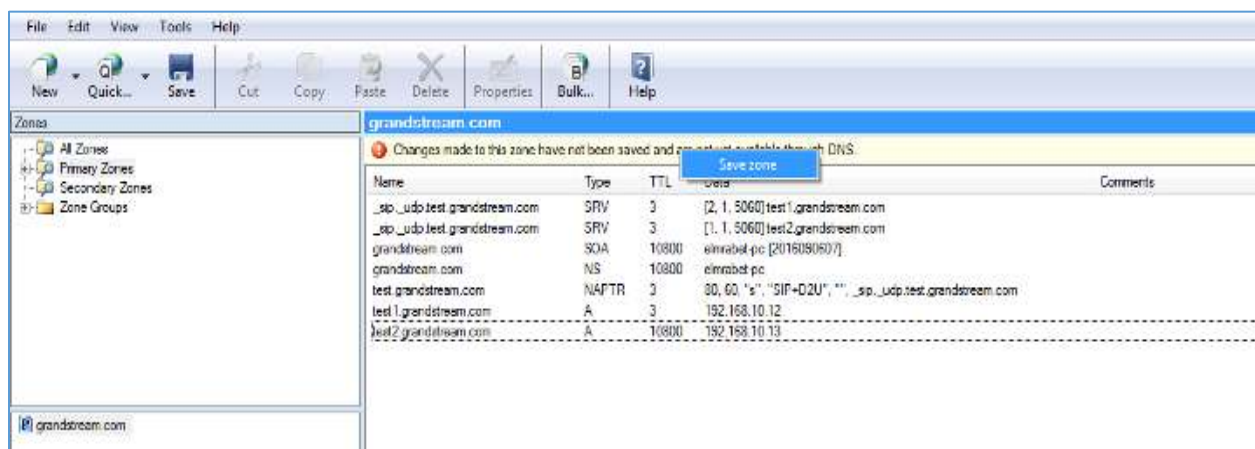 File Edit View Tools Help
New Quick... Save Cut Copy Paste Delete Properties Bulk... Help
Zones
grandstream.com
All Zones
Primary Zones
Secondary Zones
Zone Groups
Changes made to this zone have not been saved and are not yet available through DNS.
Save zone
Name Type TTL Data Comments
_sip._udp.test.grandstream.com SRV 3 [2, 1, 5060] test1.grandstream.com
_sip._udp.test.grandstream.com SRV 3 [1, 1, 5060] test2.grandstream.com
grandstream.com SOA 10800 elmrabet-pc [2016090607]
grandstream.com NS 10800 elmrabet-pc
test.grandstream.com NAPTR 3 80, 60, "s", "SIP+D2U", "", _sip._udp.test.grandstream.com
test1.grandstream.com A 3 192.168.10.12
test2.grandstream.com A 10800 192.168.10.13
grandstream.com